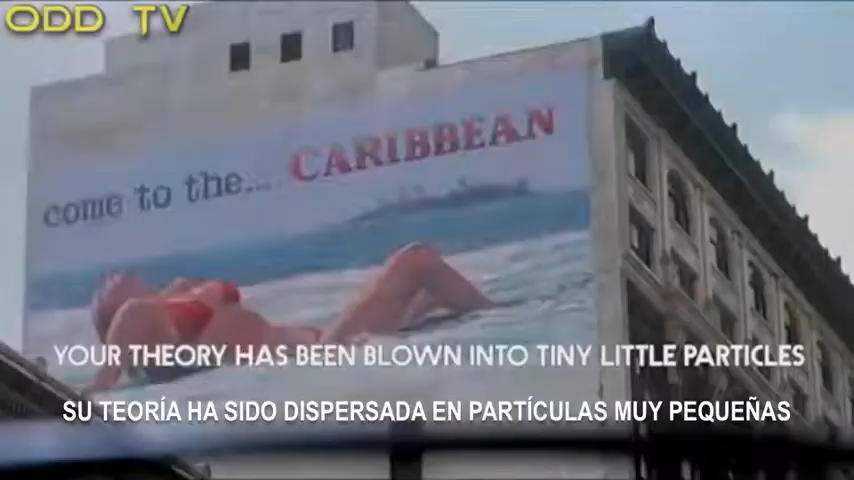 ODD TV
come to the... CARIBBEAN
YOUR THEORY HAS BEEN BLOWN INTO TINY LITTLE PARTICLES
SU TEORÍA HA SIDO DISPERSADA EN PARTÍCULAS MUY PEQUEÑAS